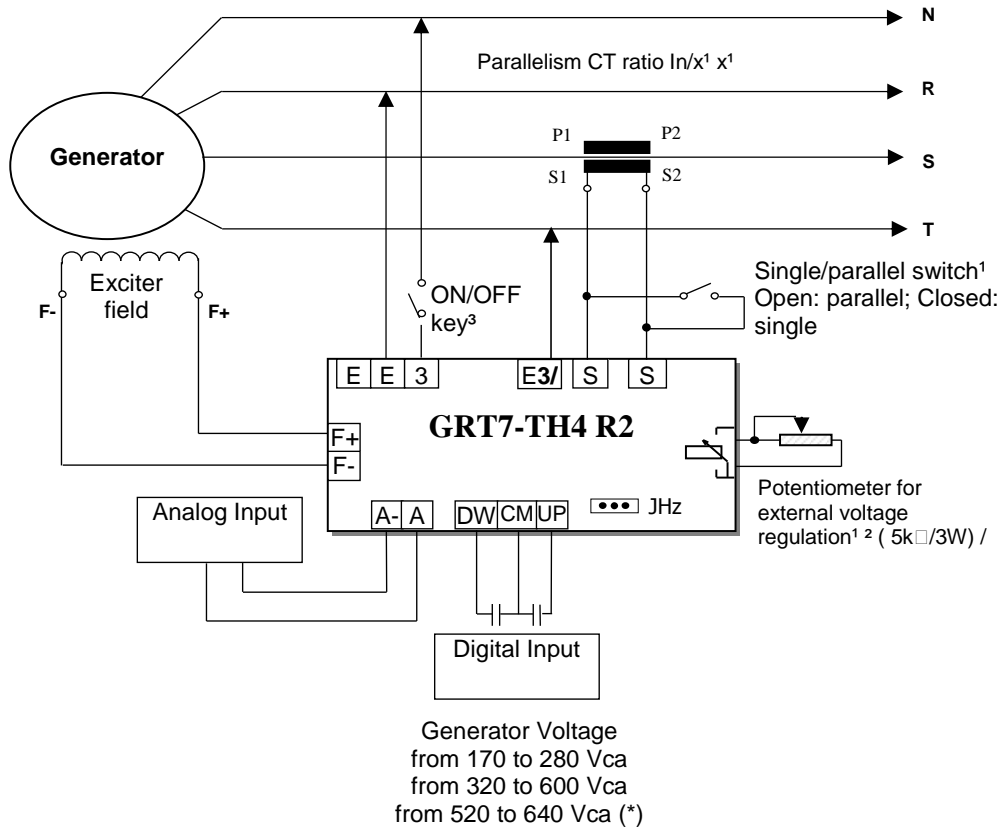 N
Parallelism CT ratio In/x¹ x¹
R
P1 P2
Generator
S
S1 S2
T
Exciter
field
F- F+
ON/OFF
key³
Single/parallel switch¹
Open: parallel; Closed:
single
E E 3 E3/ S S
GRT7-TH4 R2
F+
F-
A- A DW CM UP JHz
Analog Input
Potentiometer for
external voltage
regulation¹ ² ( 5k□/3W) /
Digital Input
Generator Voltage
from 170 to 280 Vca
from 320 to 600 Vca
from 520 to 640 Vca (*)